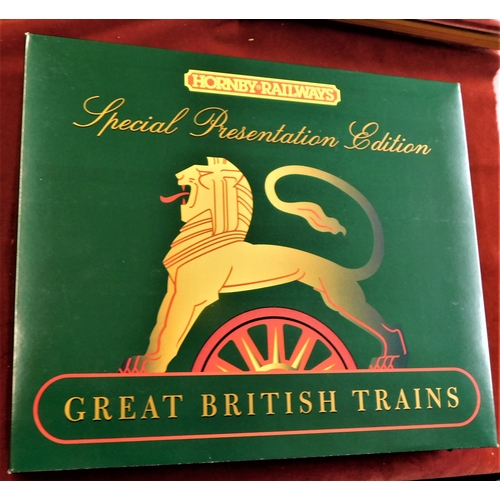 HORNBY RAILWAYS
Special Presentation Edition
GREAT BRITISH TRAINS